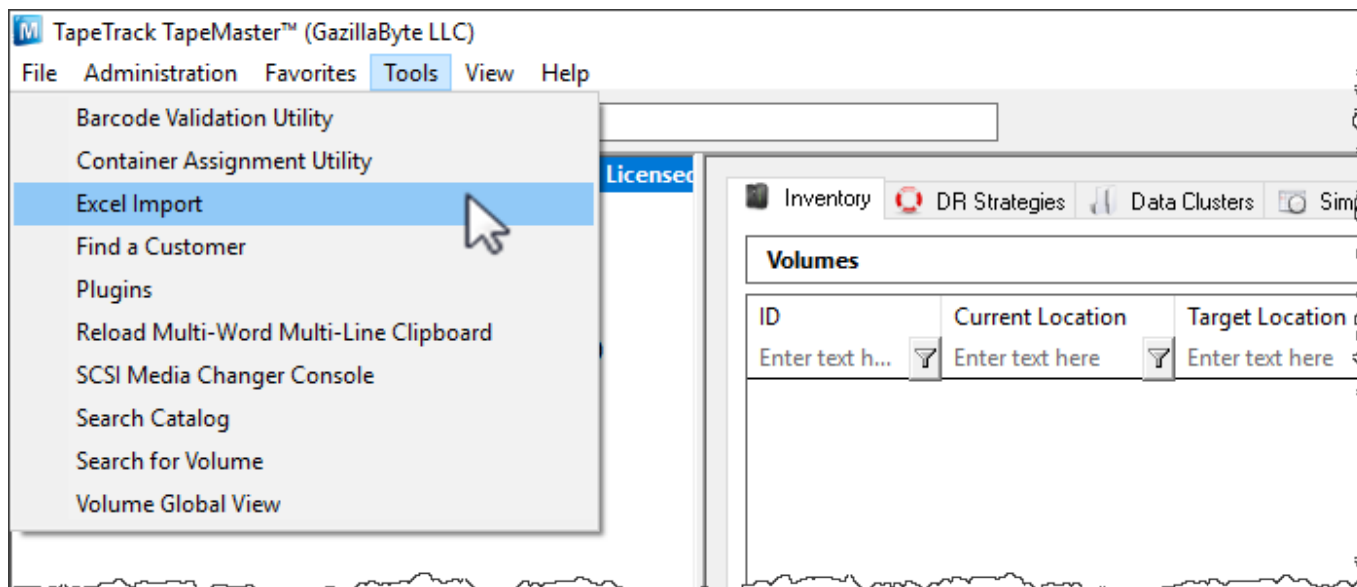 TapeTrack TapeMaster™ (GazillaByte LLC)
File Administration Favorites Tools View Help
Barcode Validation Utility
Container Assignment Utility
Excel Import
Find a Customer
Plugins
Reload Multi-Word Multi-Line Clipboard
SCSI Media Changer Console
Search Catalog
Search for Volume
Volume Global View
Licensed
Inventory DR Strategies Data Clusters
Volumes
ID Current Location Target Location
Enter text h... Enter text here Enter text here